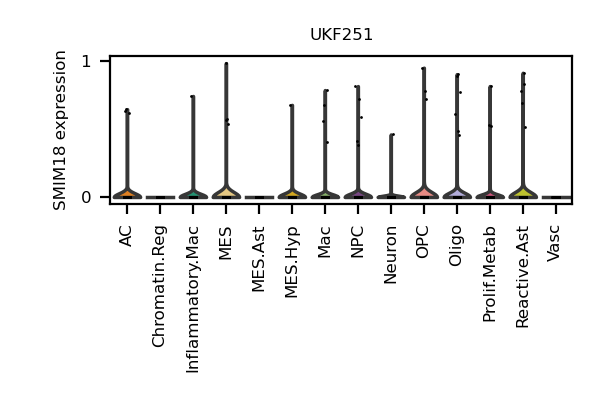 UKF251
SMIM18 expression
1
0
AC
Chromatin.Reg
Inflammatory.Mac
MES
MES.Ast
MES.Hyp
Mac
NPC
Neuron
OPC
Oligo
Prolif.Metab
Reactive.Ast
Vasc